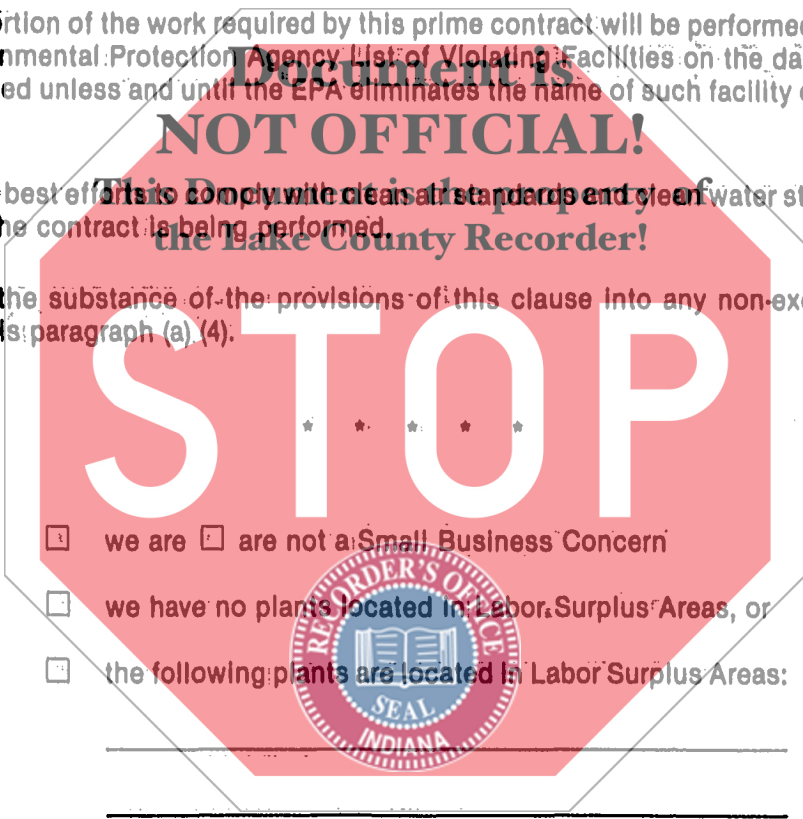 rtion of the work required by this prime contract will be performed
nmental Protection Agency List of Violating Facilities on the da
Document is
ed unless and until the EPA eliminates the name of such facility
NOT OFFICIAL!
best efforts to comply with clean air standards and clean water st
This Document is the property of
he contract is being performed.
the Lake County Recorder!
the substance of the provisions of this clause into any non-exe
is paragraph (a) (4).
STOP
* * * * *
we are □ are not a Small Business Concern
RECORDER'S OFFICE
we have no plants located in Labor Surplus Areas, or
the following plants are located in Labor Surplus Areas:
SEAL
INDIANA